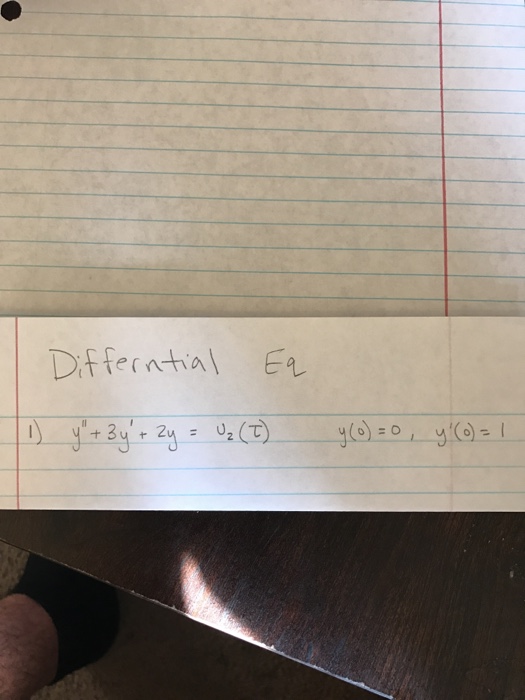 Differntial Eq
1) y" + 3y' + 2y = U₂(τ) y(0) = 0, y'(0) = 1